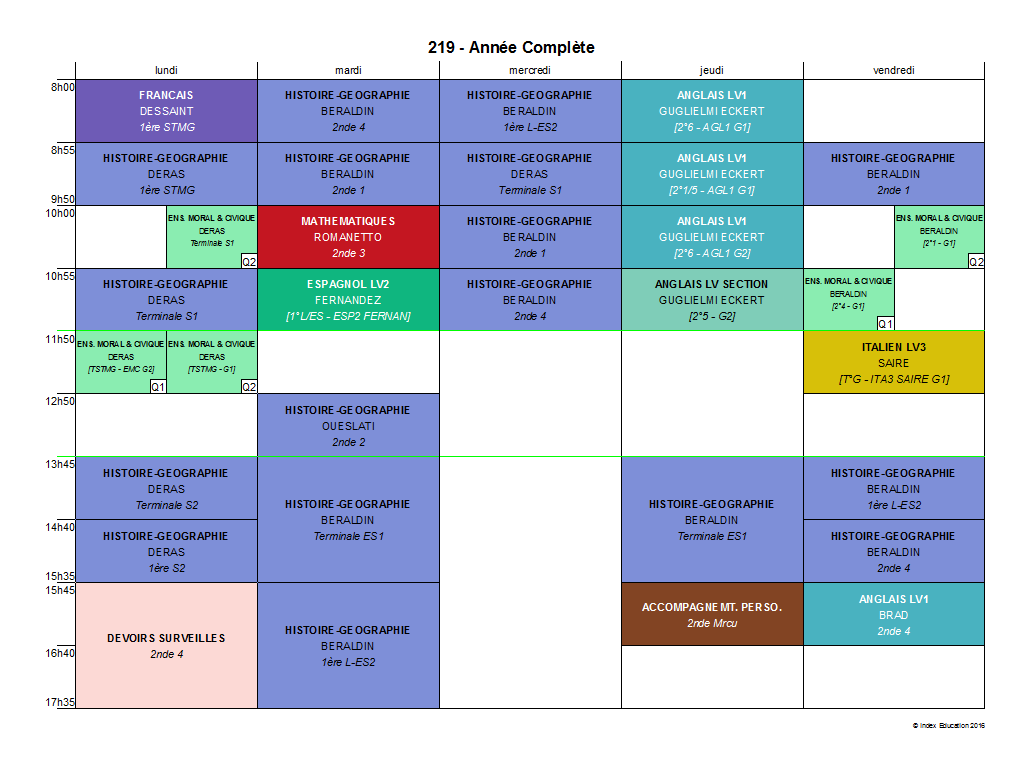 219 - Année Complète
lundi
mardi
mercredi
jeudi
vendredi
8h00
FRANCAIS
DESSAINT
1ère STMG
HISTOIRE-GEOGRAPHIE
BERALDIN
2nde 4
HISTOIRE-GEOGRAPHIE
BERALDIN
1ère L-ES2
ANGLAIS LV1
GUGLIELMI ECKERT
[2°6 - AGL1 G1]
8h55
HISTOIRE-GEOGRAPHIE
DERAS
1ère STMG
HISTOIRE-GEOGRAPHIE
BERALDIN
2nde 1
HISTOIRE-GEOGRAPHIE
DERAS
Terminale S1
ANGLAIS LV1
GUGLIELMI ECKERT
[2°1/5 - AGL1 G1]
HISTOIRE-GEOGRAPHIE
BERALDIN
2nde 1
9h50
10h00
ENS. MORAL & CIVIQUE
DERAS
Terminale S1
Q2
MATHEMATIQUES
ROMANETTO
2nde 3
HISTOIRE-GEOGRAPHIE
BERALDIN
2nde 1
ANGLAIS LV1
GUGLIELMI ECKERT
[2°6 - AGL1 G2]
ENS. MORAL & CIVIQUE
BERALDIN
[2°1 - G1]
Q2
10h55
HISTOIRE-GEOGRAPHIE
DERAS
Terminale S1
ESPAGNOL LV2
FERNANDEZ
[1°L/ES - ESP2 FERNAN]
HISTOIRE-GEOGRAPHIE
BERALDIN
2nde 4
ANGLAIS LV SECTION
GUGLIELMI ECKERT
[2°5 - G2]
ENS. MORAL & CIVIQUE
BERALDIN
[2°4 - G1]
Q1
11h50
ENS. MORAL & CIVIQUE
DERAS
[TSTMG - EMC G2]
Q1
ENS. MORAL & CIVIQUE
DERAS
[TSTMG - G1]
Q2
ITALIEN LV3
SAIRE
[T°G - ITA3 SAIRE G1]
12h50
HISTOIRE-GEOGRAPHIE
OUESLATI
2nde 2
13h45
HISTOIRE-GEOGRAPHIE
DERAS
Terminale S2
HISTOIRE-GEOGRAPHIE
BERALDIN
Terminale ES1
HISTOIRE-GEOGRAPHIE
BERALDIN
Terminale ES1
HISTOIRE-GEOGRAPHIE
BERALDIN
1ère L-ES2
14h40
HISTOIRE-GEOGRAPHIE
DERAS
1ère S2
HISTOIRE-GEOGRAPHIE
BERALDIN
2nde 4
15h35
15h45
DEVOIRS SURVEILLES
2nde 4
HISTOIRE-GEOGRAPHIE
BERALDIN
1ère L-ES2
ACCOMPAGNEMT. PERSO.
2nde Mrcu
ANGLAIS LV1
BRAD
2nde 4
16h40
17h35
© Index Education 2016